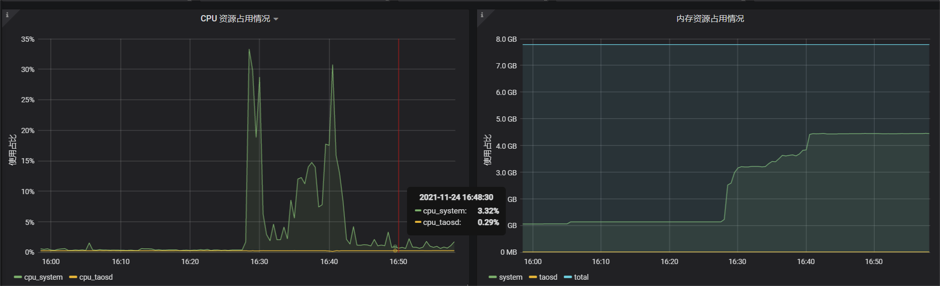 CPU 资源占用情况
使用占比
35%
30%
25%
20%
15%
10%
5%
0%
16:00
16:10
16:20
16:30
16:40
16:50
2021-11-24 16:48:30
cpu_system: 3.32%
cpu_taosd: 0.29%
cpu_system cpu_taosd
内存资源占用情况
使用占比
8.0 GB
7.0 GB
6.0 GB
5.0 GB
4.0 GB
3.0 GB
GB
GB
0 MB
16:00
16:10
16:20
16:30
16:40
16:50
system taosd total